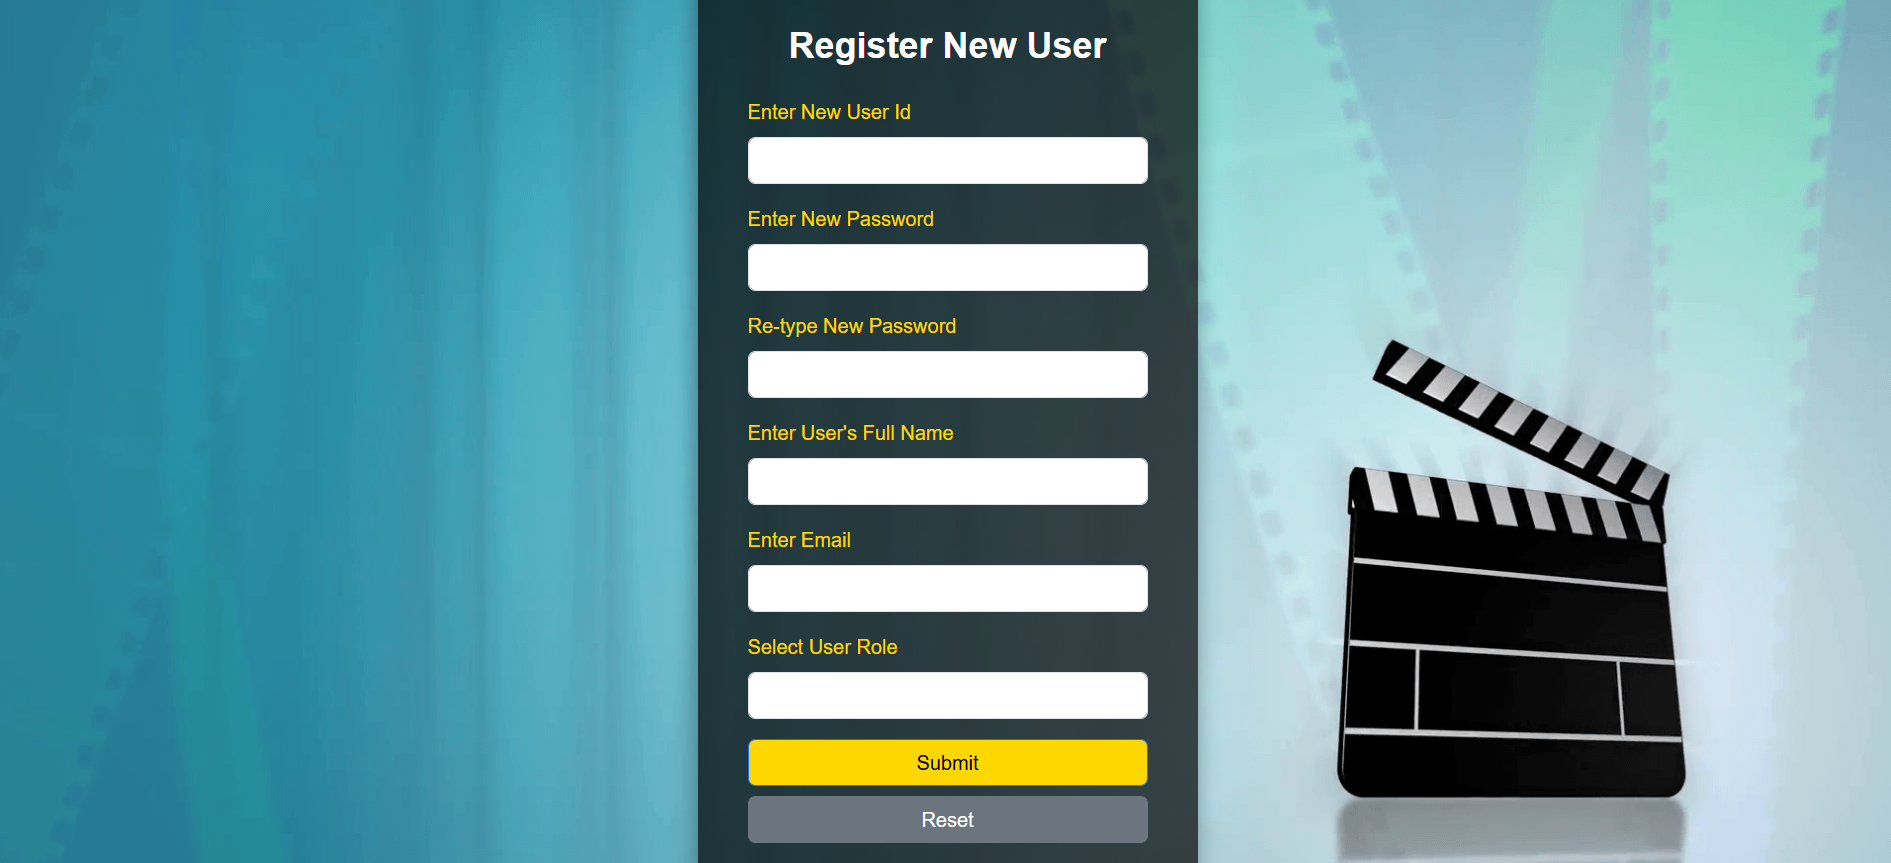 Register New User
Enter New User Id
Enter New Password
Re-type New Password
Enter User's Full Name
Enter Email
Select User Role
Submit
Reset